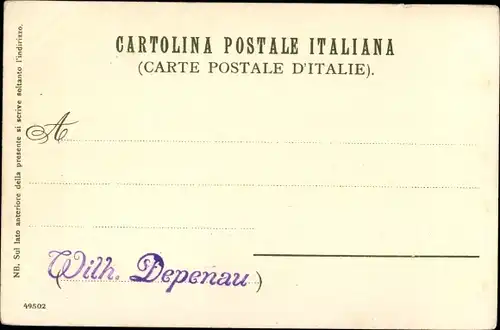 CARTOLINA POSTALE ITALIANA
(CARTE POSTALE D'ITALIE).
A
(Wilh. Depenau)
NB. Sul lato anteriore della presente si scrive soltanto l'indirizzo.
49502